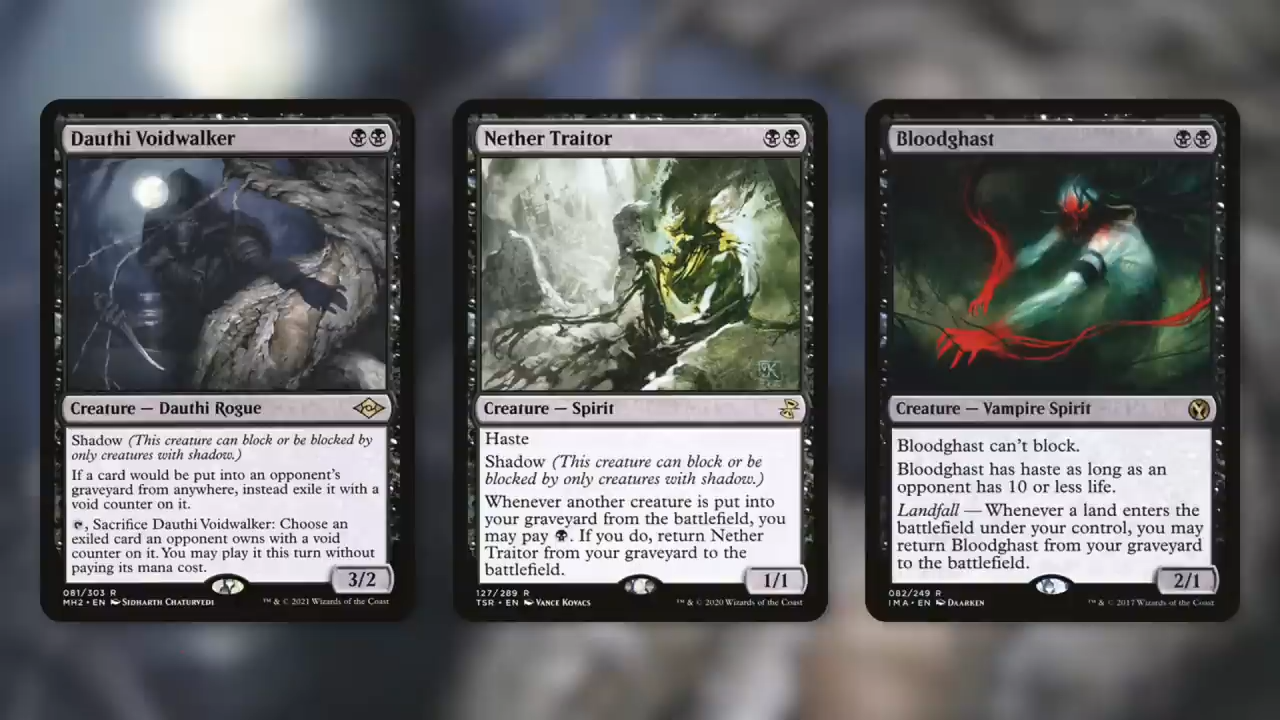 Dauthi Voidwalker
Creature — Dauthi Rogue
Shadow (This creature can block or be blocked by
only creatures with shadow.)
If a card would be put into an opponent's
graveyard from anywhere, instead exile it with a
void counter on it.
, Sacrifice Dauthi Voidwalker: Choose an
exiled card an opponent owns with a void
counter on it. You may play it this turn without
paying its mana cost.
3/2
081/303 R
MH2 • EN SIDHARTH CHATURVEDI
™ & © 2021 Wizards of the Coast
Nether Traitor
Creature — Spirit
Haste
Shadow (This creature can block or be
blocked by only creatures with shadow.)
Whenever another creature is put into
your graveyard from the battlefield, you
may pay . If you do, return Nether
Traitor from your graveyard to the
battlefield.
1/1
127/289 R
TSR • EN VANCE KOVACS
™ & © 2020 Wizards of the Coast
Bloodghast
Creature — Vampire Spirit
Bloodghast can't block.
Bloodghast has haste as long as an
opponent has 10 or less life.
Landfall — Whenever a land enters the
battlefield under your control, you may
return Bloodghast from your graveyard
to the battlefield.
2/1
082/249 R
IMA • EN DAARKEN
™ & © 2017 Wizards of the Coast